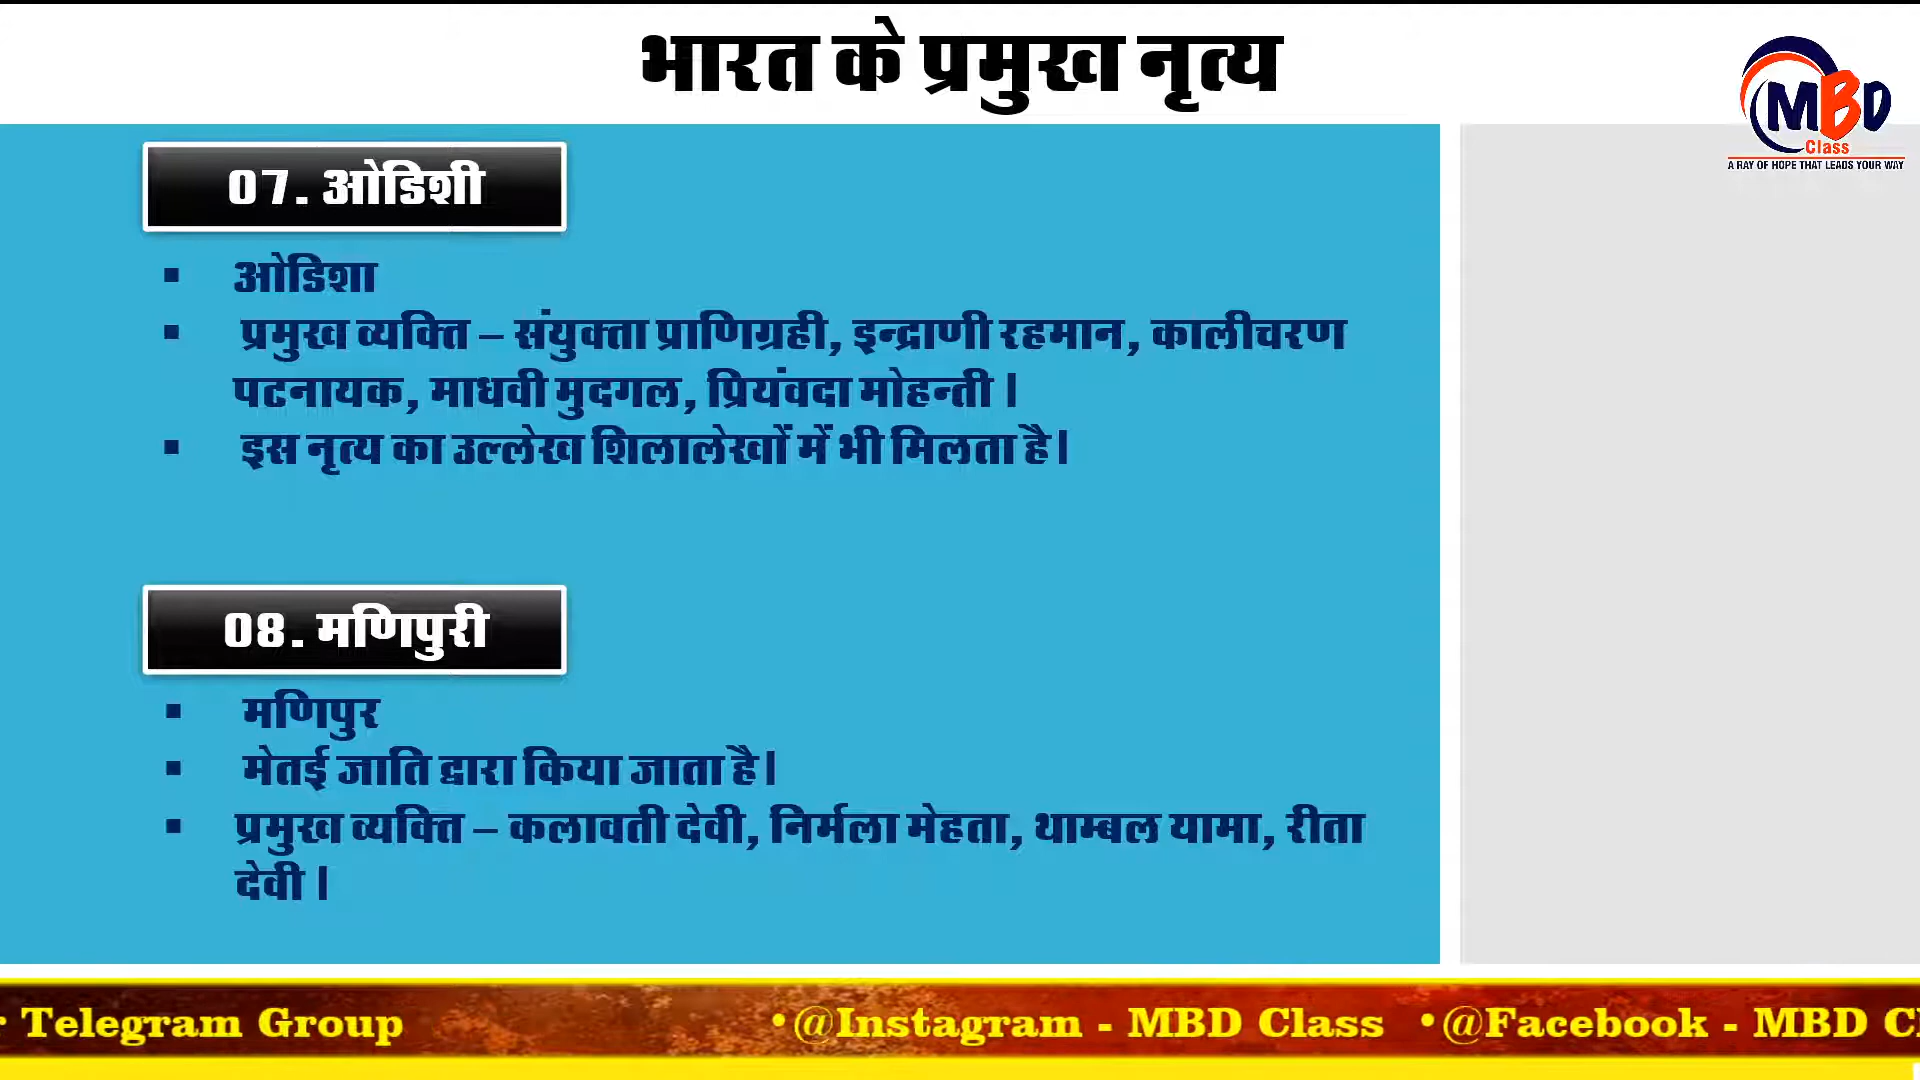 भारत के प्रमुख नृत्य
MBD
Class
A RAY OF HOPE THAT LEADS YOUR WAY
07. ओडिशी
▪ ओडिशा
▪ प्रमुख व्यक्ति – संयुक्ता प्राणिग्रही, इन्द्राणी रहमान, कालीचरण
पटनायक, माधवी मुदगल, प्रियंवदा मोहन्ती।
▪ इस नृत्य का उल्लेख शिलालेखों में भी मिलता है।
08. मणिपुरी
▪ मणिपुर
▪ मेतई जाति द्वारा किया जाता है।
▪ प्रमुख व्यक्ति – कलावती देवी, निर्मला मेहता, थाम्बल यामा, रीता
देवी।
Telegram Group •@Instagram - MBD Class •@Facebook - MBD